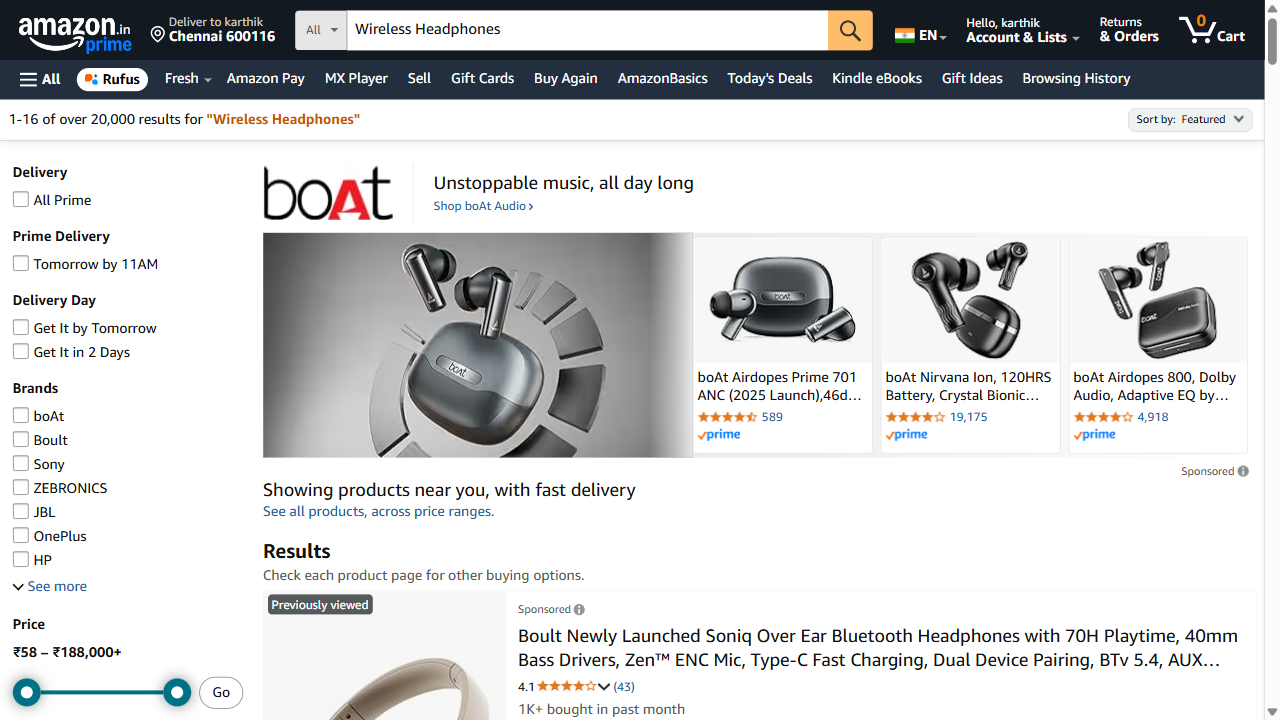 amazon.in
prime
Deliver to karthik
Chennai 600116
All
Wireless Headphones
EN
Hello, karthik
Account & Lists
Returns
& Orders
0
Cart
All
Rufus
Fresh
Amazon Pay
MX Player
Sell
Gift Cards
Buy Again
AmazonBasics
Today's Deals
Kindle eBooks
Gift Ideas
Browsing History
1-16 of over 20,000 results for "Wireless Headphones"
Sort by: Featured
Delivery
All Prime
Prime Delivery
Tomorrow by 11AM
Delivery Day
Get It by Tomorrow
Get It in 2 Days
Brands
boAt
Boult
Sony
ZEBRONICS
JBL
OnePlus
HP
See more
Price
₹58 – ₹188,000+
Go
boAt
Unstoppable music, all day long
Shop boAt Audio ›
boAt
boAt
boAt Airdopes Prime 701
ANC (2025 Launch),46d…
589
prime
boAt Nirvana Ion, 120HRS
Battery, Crystal Bionic…
19,175
prime
boAt
boAt
boAt Airdopes 800, Dolby
Audio, Adaptive EQ by…
4,918
prime
Sponsored
Showing products near you, with fast delivery
See all products, across price ranges.
Results
Check each product page for other buying options.
Previously viewed
Sponsored
Boult Newly Launched Soniq Over Ear Bluetooth Headphones with 70H Playtime, 40mm
Bass Drivers, Zen™ ENC Mic, Type-C Fast Charging, Dual Device Pairing, BTv 5.4, AUX…
4.1 (43)
1K+ bought in past month